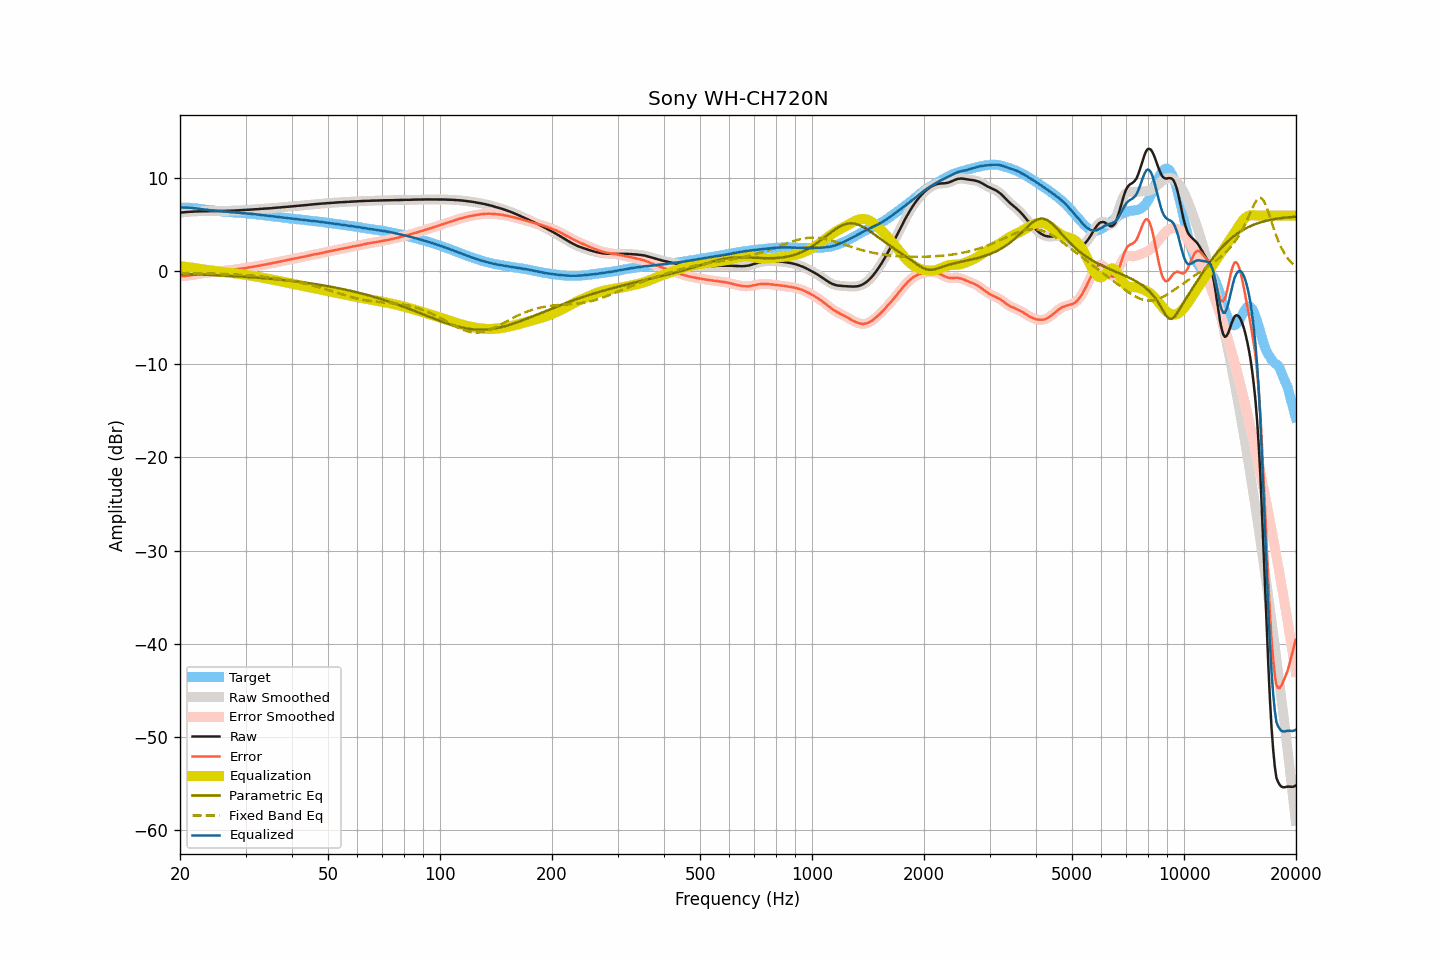 Sony WH-CH720N
10
0
−10
−20
−30
−40
−50
−60
Amplitude (dBr)
Target
Raw Smoothed
Error Smoothed
Raw
Error
Equalization
Parametric Eq
Fixed Band Eq
Equalized
20 50 100 200 500 1000 2000 5000 10000 20000
Frequency (Hz)